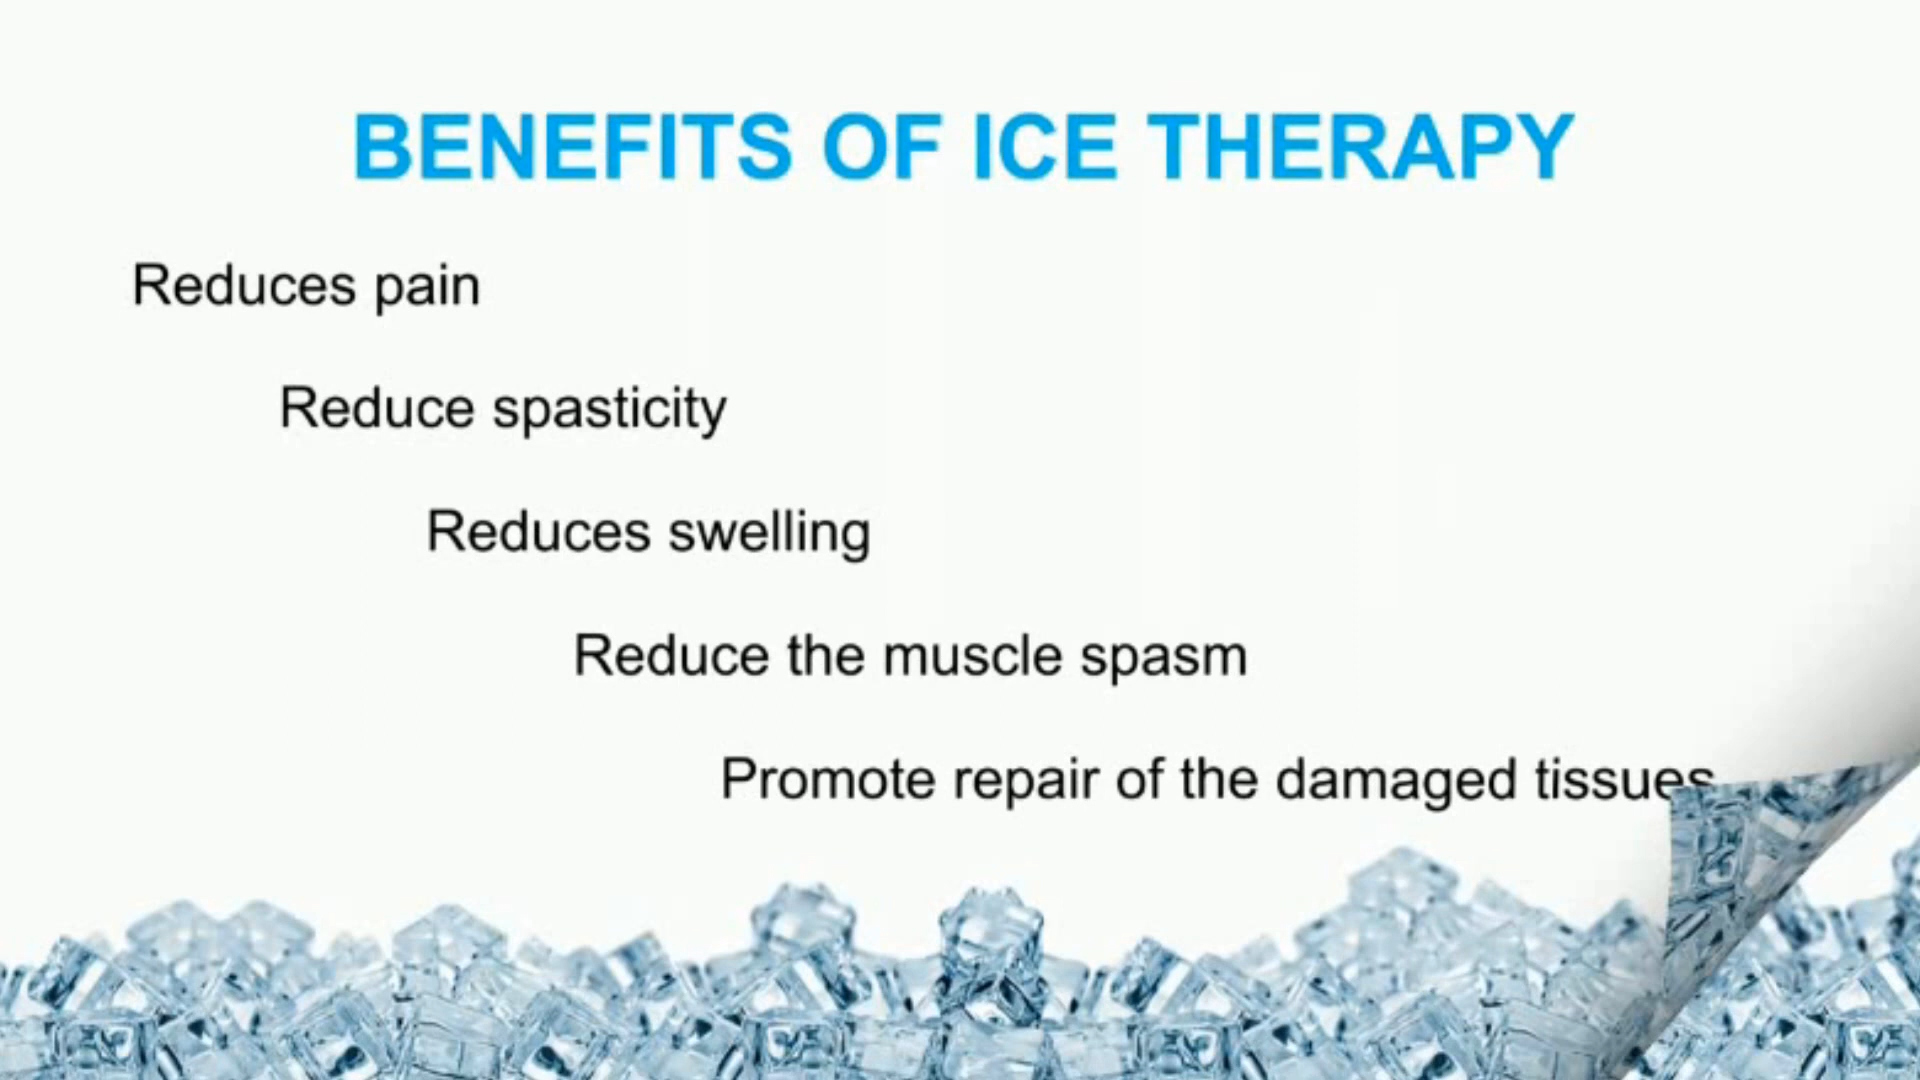 BENEFITS OF ICE THERAPY
Reduces pain
Reduce spasticity
Reduces swelling
Reduce the muscle spasm
Promote repair of the damaged tissues